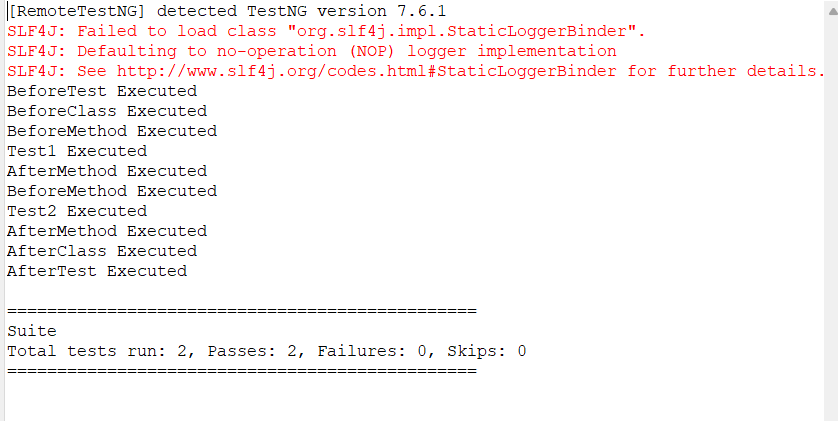 [RemoteTestNG] detected TestNG version 7.6.1
SLF4J: Failed to load class "org.slf4j.impl.StaticLoggerBinder".
SLF4J: Defaulting to no-operation (NOP) logger implementation
SLF4J: See http://www.slf4j.org/codes.html#StaticLoggerBinder for further details.
BeforeTest Executed
BeforeClass Executed
BeforeMethod Executed
Test1 Executed
AfterMethod Executed
BeforeMethod Executed
Test2 Executed
AfterMethod Executed
AfterClass Executed
AfterTest Executed
===============================================
Suite
Total tests run: 2, Passes: 2, Failures: 0, Skips: 0
===============================================